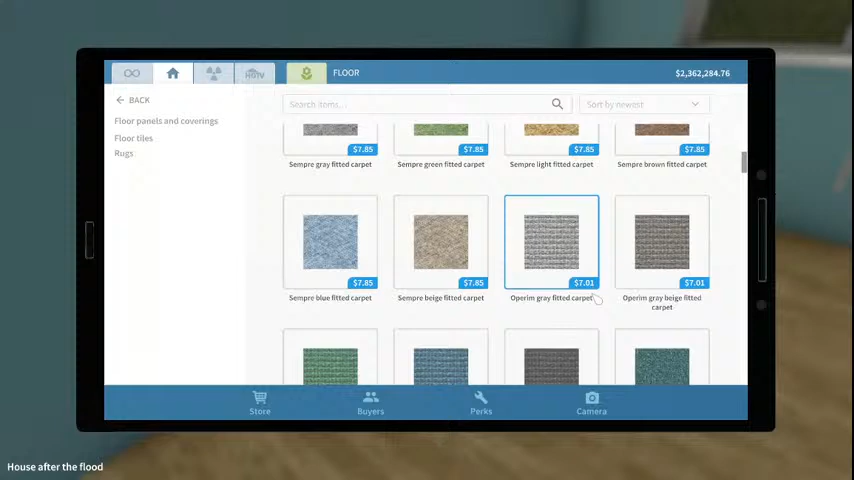 HGTV
FLOOR
$2,362,284.76
BACK
Search items...
Sort by newest
Floor panels and coverings
Floor tiles
Rugs
$7.85
$7.85
$7.85
$7.85
Sempre gray fitted carpet
Sempre green fitted carpet
Sempre light fitted carpet
Sempre brown fitted carpet
$7.85
$7.85
$7.01
$7.01
Sempre blue fitted carpet
Sempre beige fitted carpet
Operim gray fitted carpet
Operim gray beige fitted
carpet
Store
Buyers
Perks
Camera
House after the flood